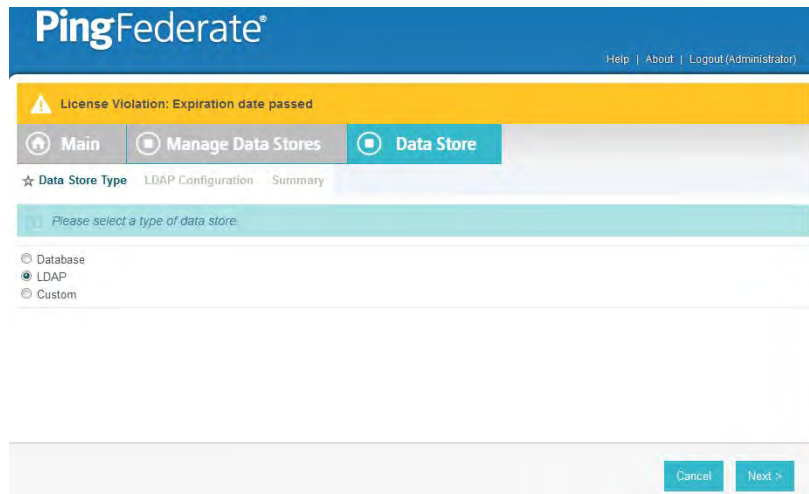 PingFederate®
Help | About | Logout (Administrator)
License Violation: Expiration date passed
Main
Manage Data Stores
Data Store
Data Store Type
LDAP Configuration
Summary
Please select a type of data store.
Database
LDAP
Custom
Cancel
Next >